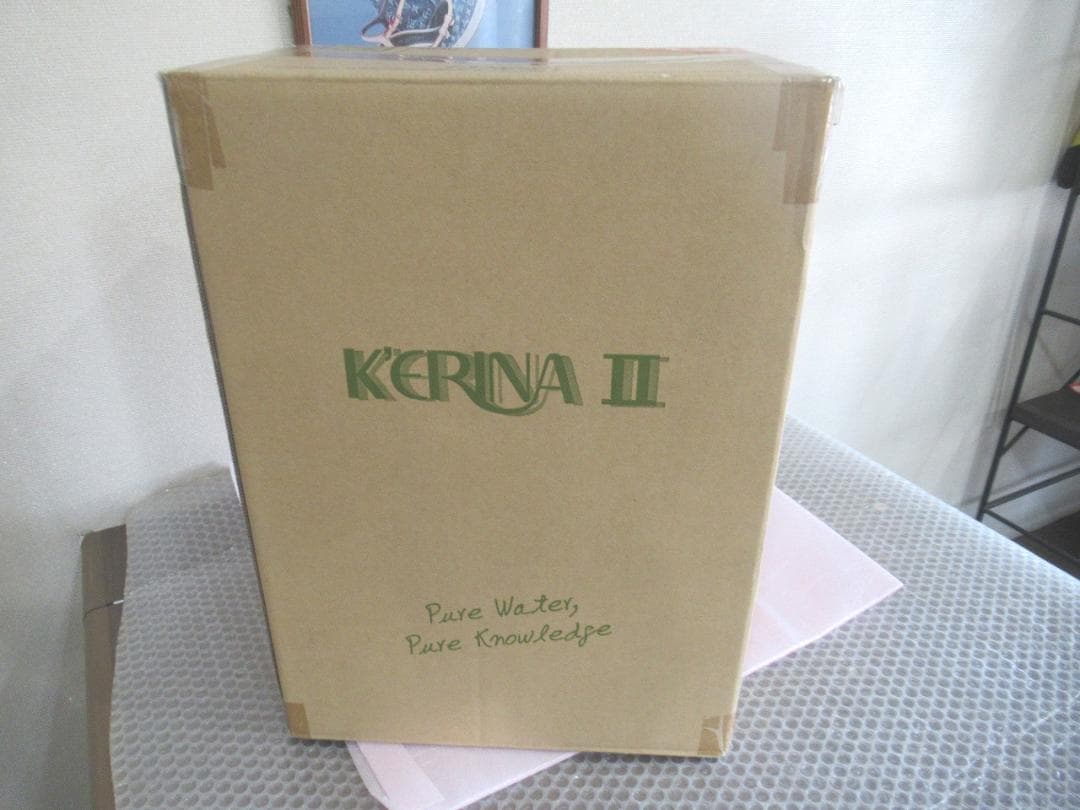 K'ERINA II
Pure Water,
Pure Knowledge